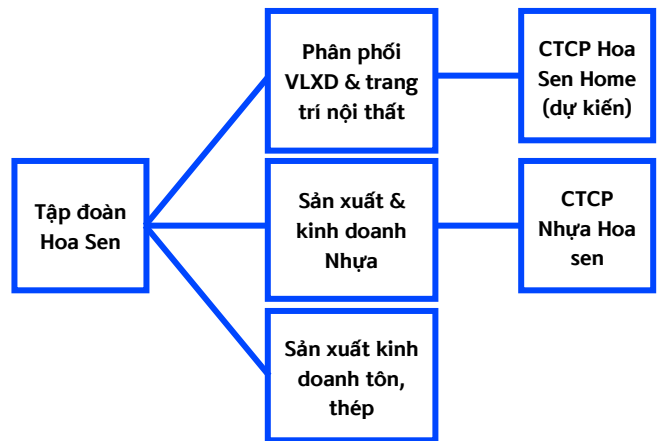 Phân phối
VLXD & trang
trí nội thất
CTCP Hoa
Sen Home
(dự kiến)
Tập đoàn
Hoa Sen
Sản xuất &
kinh doanh
Nhựa
CTCP
Nhựa Hoa
sen
Sản xuất kinh
doanh tôn,
thép